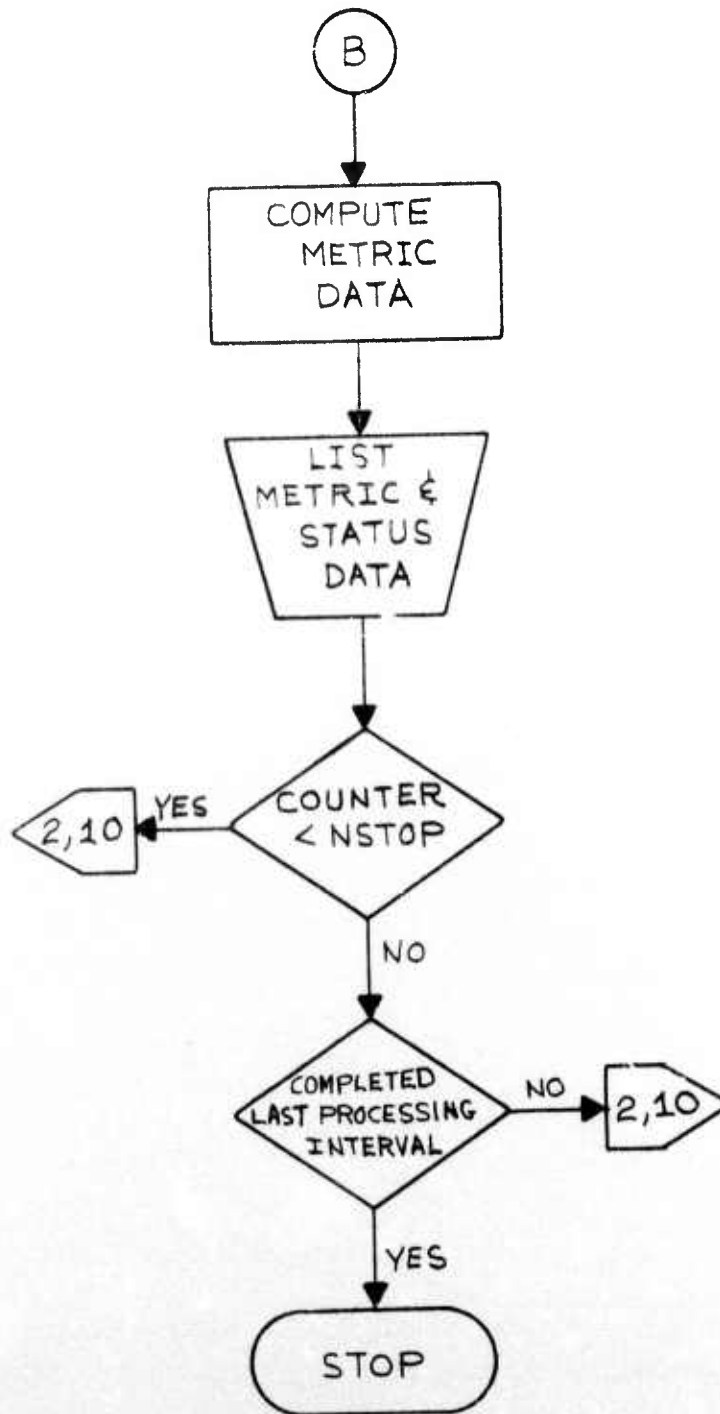 B
COMPUTE
METRIC
DATA
LIST
METRIC &
STATUS
DATA
COUNTER
< NSTOP
YES
2,10
NO
COMPLETED
LAST PROCESSING
INTERVAL
NO
2,10
YES
STOP